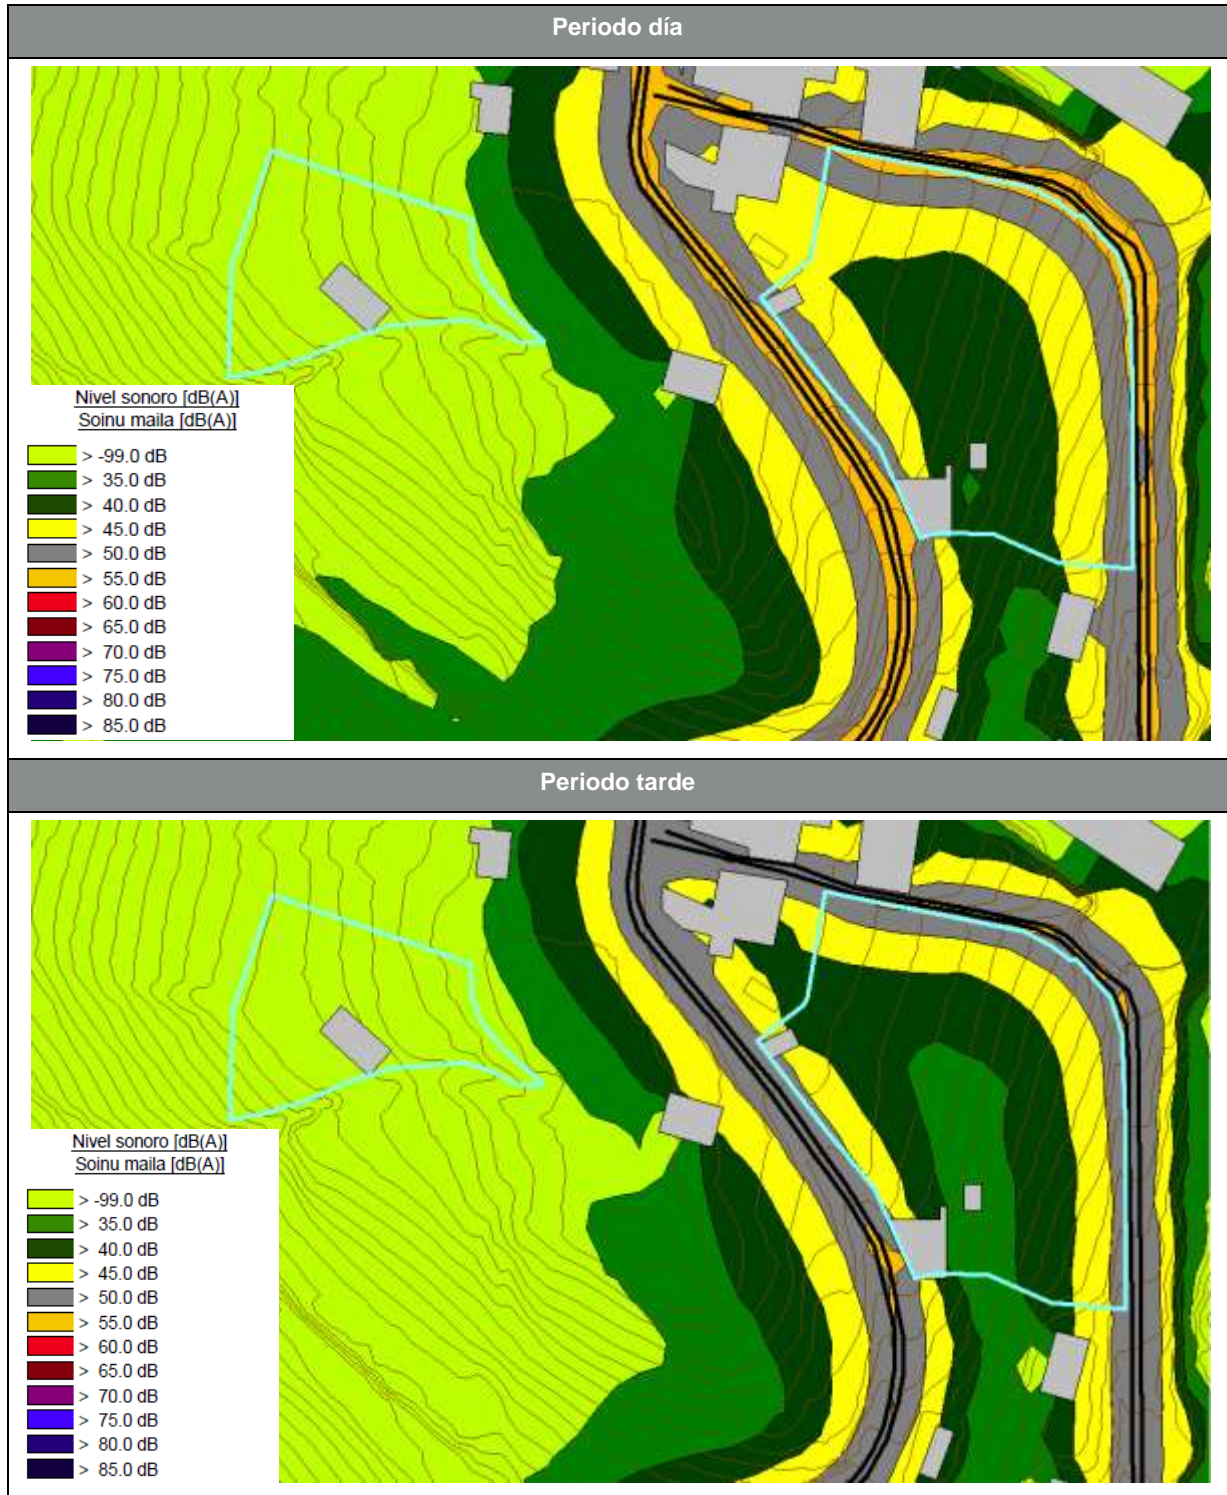 Periodo día
Nivel sonoro [dB(A)]
Soinu maila [dB(A)]
> -99.0 dB
> 35.0 dB
> 40.0 dB
> 45.0 dB
> 50.0 dB
> 55.0 dB
> 60.0 dB
> 65.0 dB
> 70.0 dB
> 75.0 dB
> 80.0 dB
> 85.0 dB
Periodo tarde
Nivel sonoro [dB(A)]
Soinu maila [dB(A)]
> -99.0 dB
> 35.0 dB
> 40.0 dB
> 45.0 dB
> 50.0 dB
> 55.0 dB
> 60.0 dB
> 65.0 dB
> 70.0 dB
> 75.0 dB
> 80.0 dB
> 85.0 dB